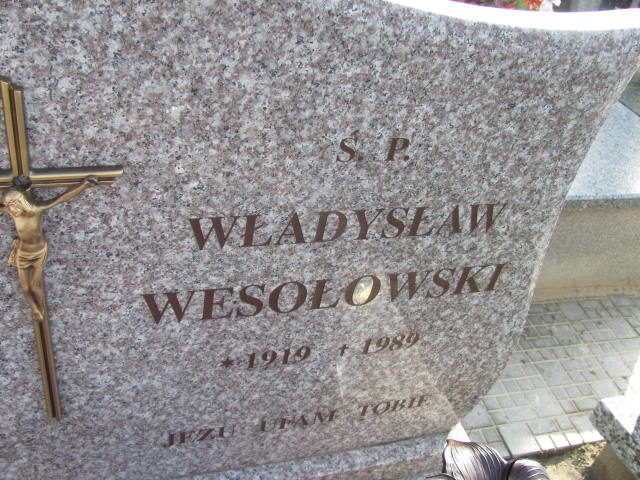 Ś. P.
WŁADYSŁAW
WESOŁOWSKI
* 1919 † 1989
JEZU UFAM TOBIE